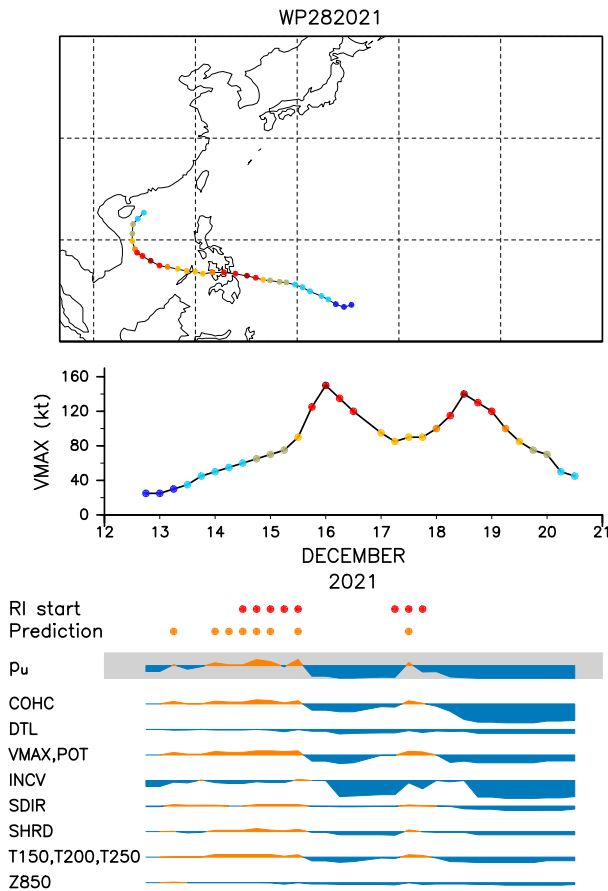 WP282021
160
120
80
40
0
VMAX (kt)
12 13 14 15 16 17 18 19 20 21
DECEMBER
2021
RI start
Prediction
pu
COHC
DTL
VMAX,POT
INCV
SDIR
SHRD
T150,T200,T250
Z850